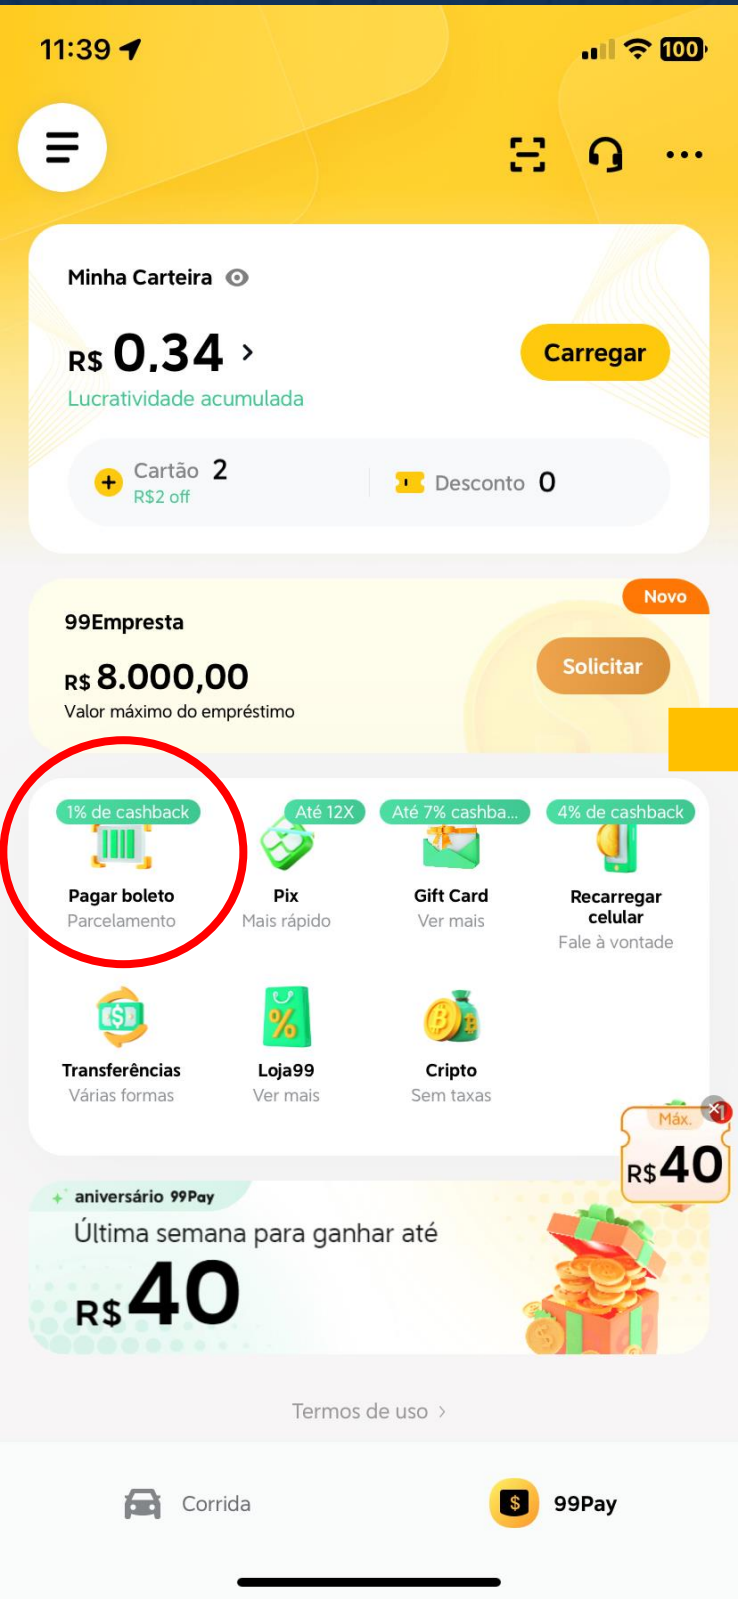 11:39
100
Minha Carteira
R$ 0,34 >
Carregar
Lucratividade acumulada
Cartão 2
R$2 off
Desconto 0
Novo
99Empresta
R$ 8.000,00
Solicitar
Valor máximo do empréstimo
1% de cashback
Até 12X
Até 7% cashba...
4% de cashback
Pagar boleto
Parcelamento
Pix
Mais rápido
Gift Card
Ver mais
Recarregar
celular
Fale à vontade
Transferências
Várias formas
Loja99
Ver mais
Cripto
Sem taxas
Máx.
R$40
aniversário 99Pay
Última semana para ganhar até
R$40
Termos de uso >
Corrida
99Pay